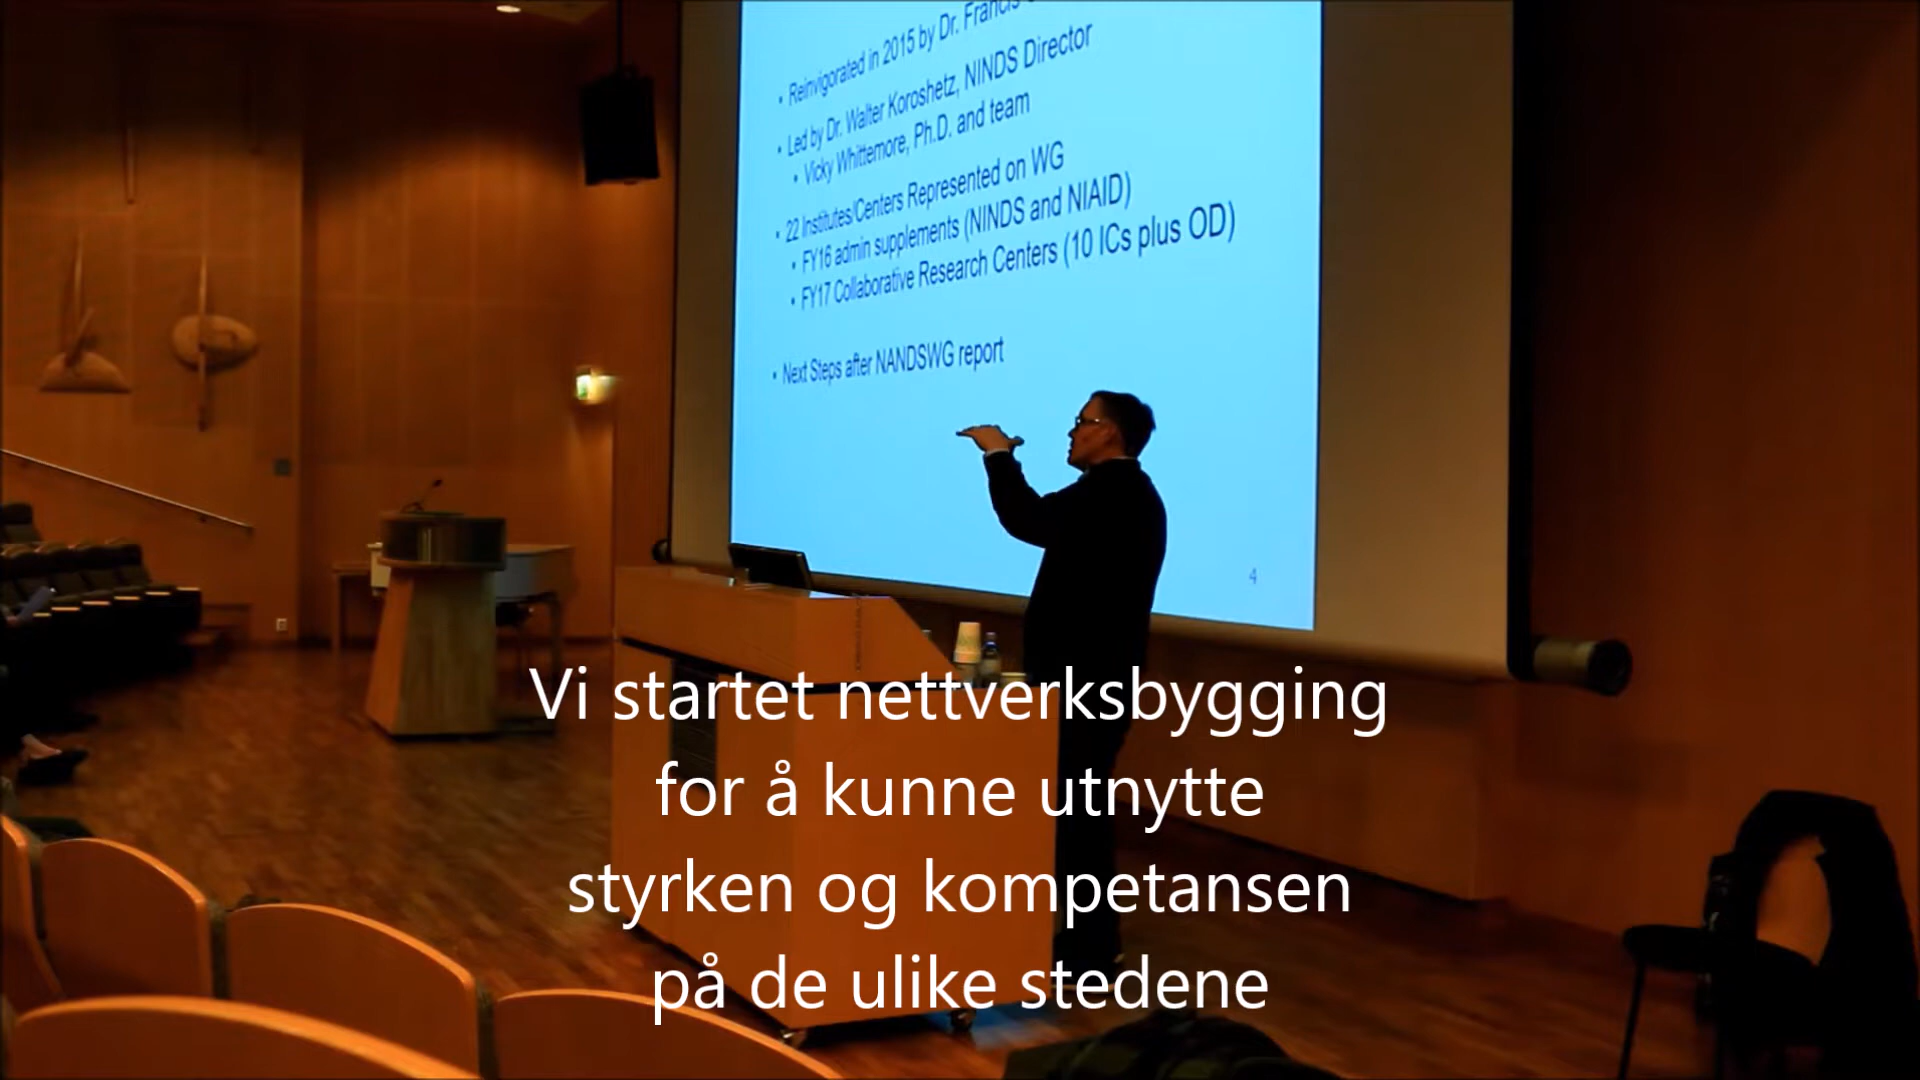 • Reinvigorated in 2015 by Dr. Francis
• Led by Dr. Walter Koroshetz, NINDS Director
• Vicky Whittemore, Ph.D. and team
• 22 Institutes/Centers Represented on WG
• FY16 admin supplements (NINDS and NIAID)
• FY17 Collaborative Research Centers (10 ICs plus OD)
• Next Steps after NANDSWG report
4
Vi startet nettverksbygging
for å kunne utnytte
styrken og kompetansen
på de ulike stedene